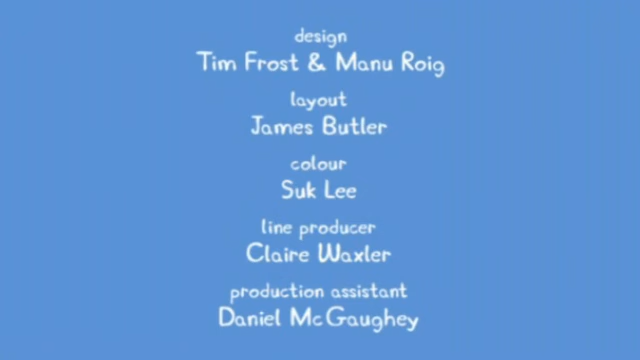 design
Tim Frost & Manu Roig
layout
James Butler
colour
Suk Lee
line producer
Claire Waxler
production assistant
Daniel McGaughey